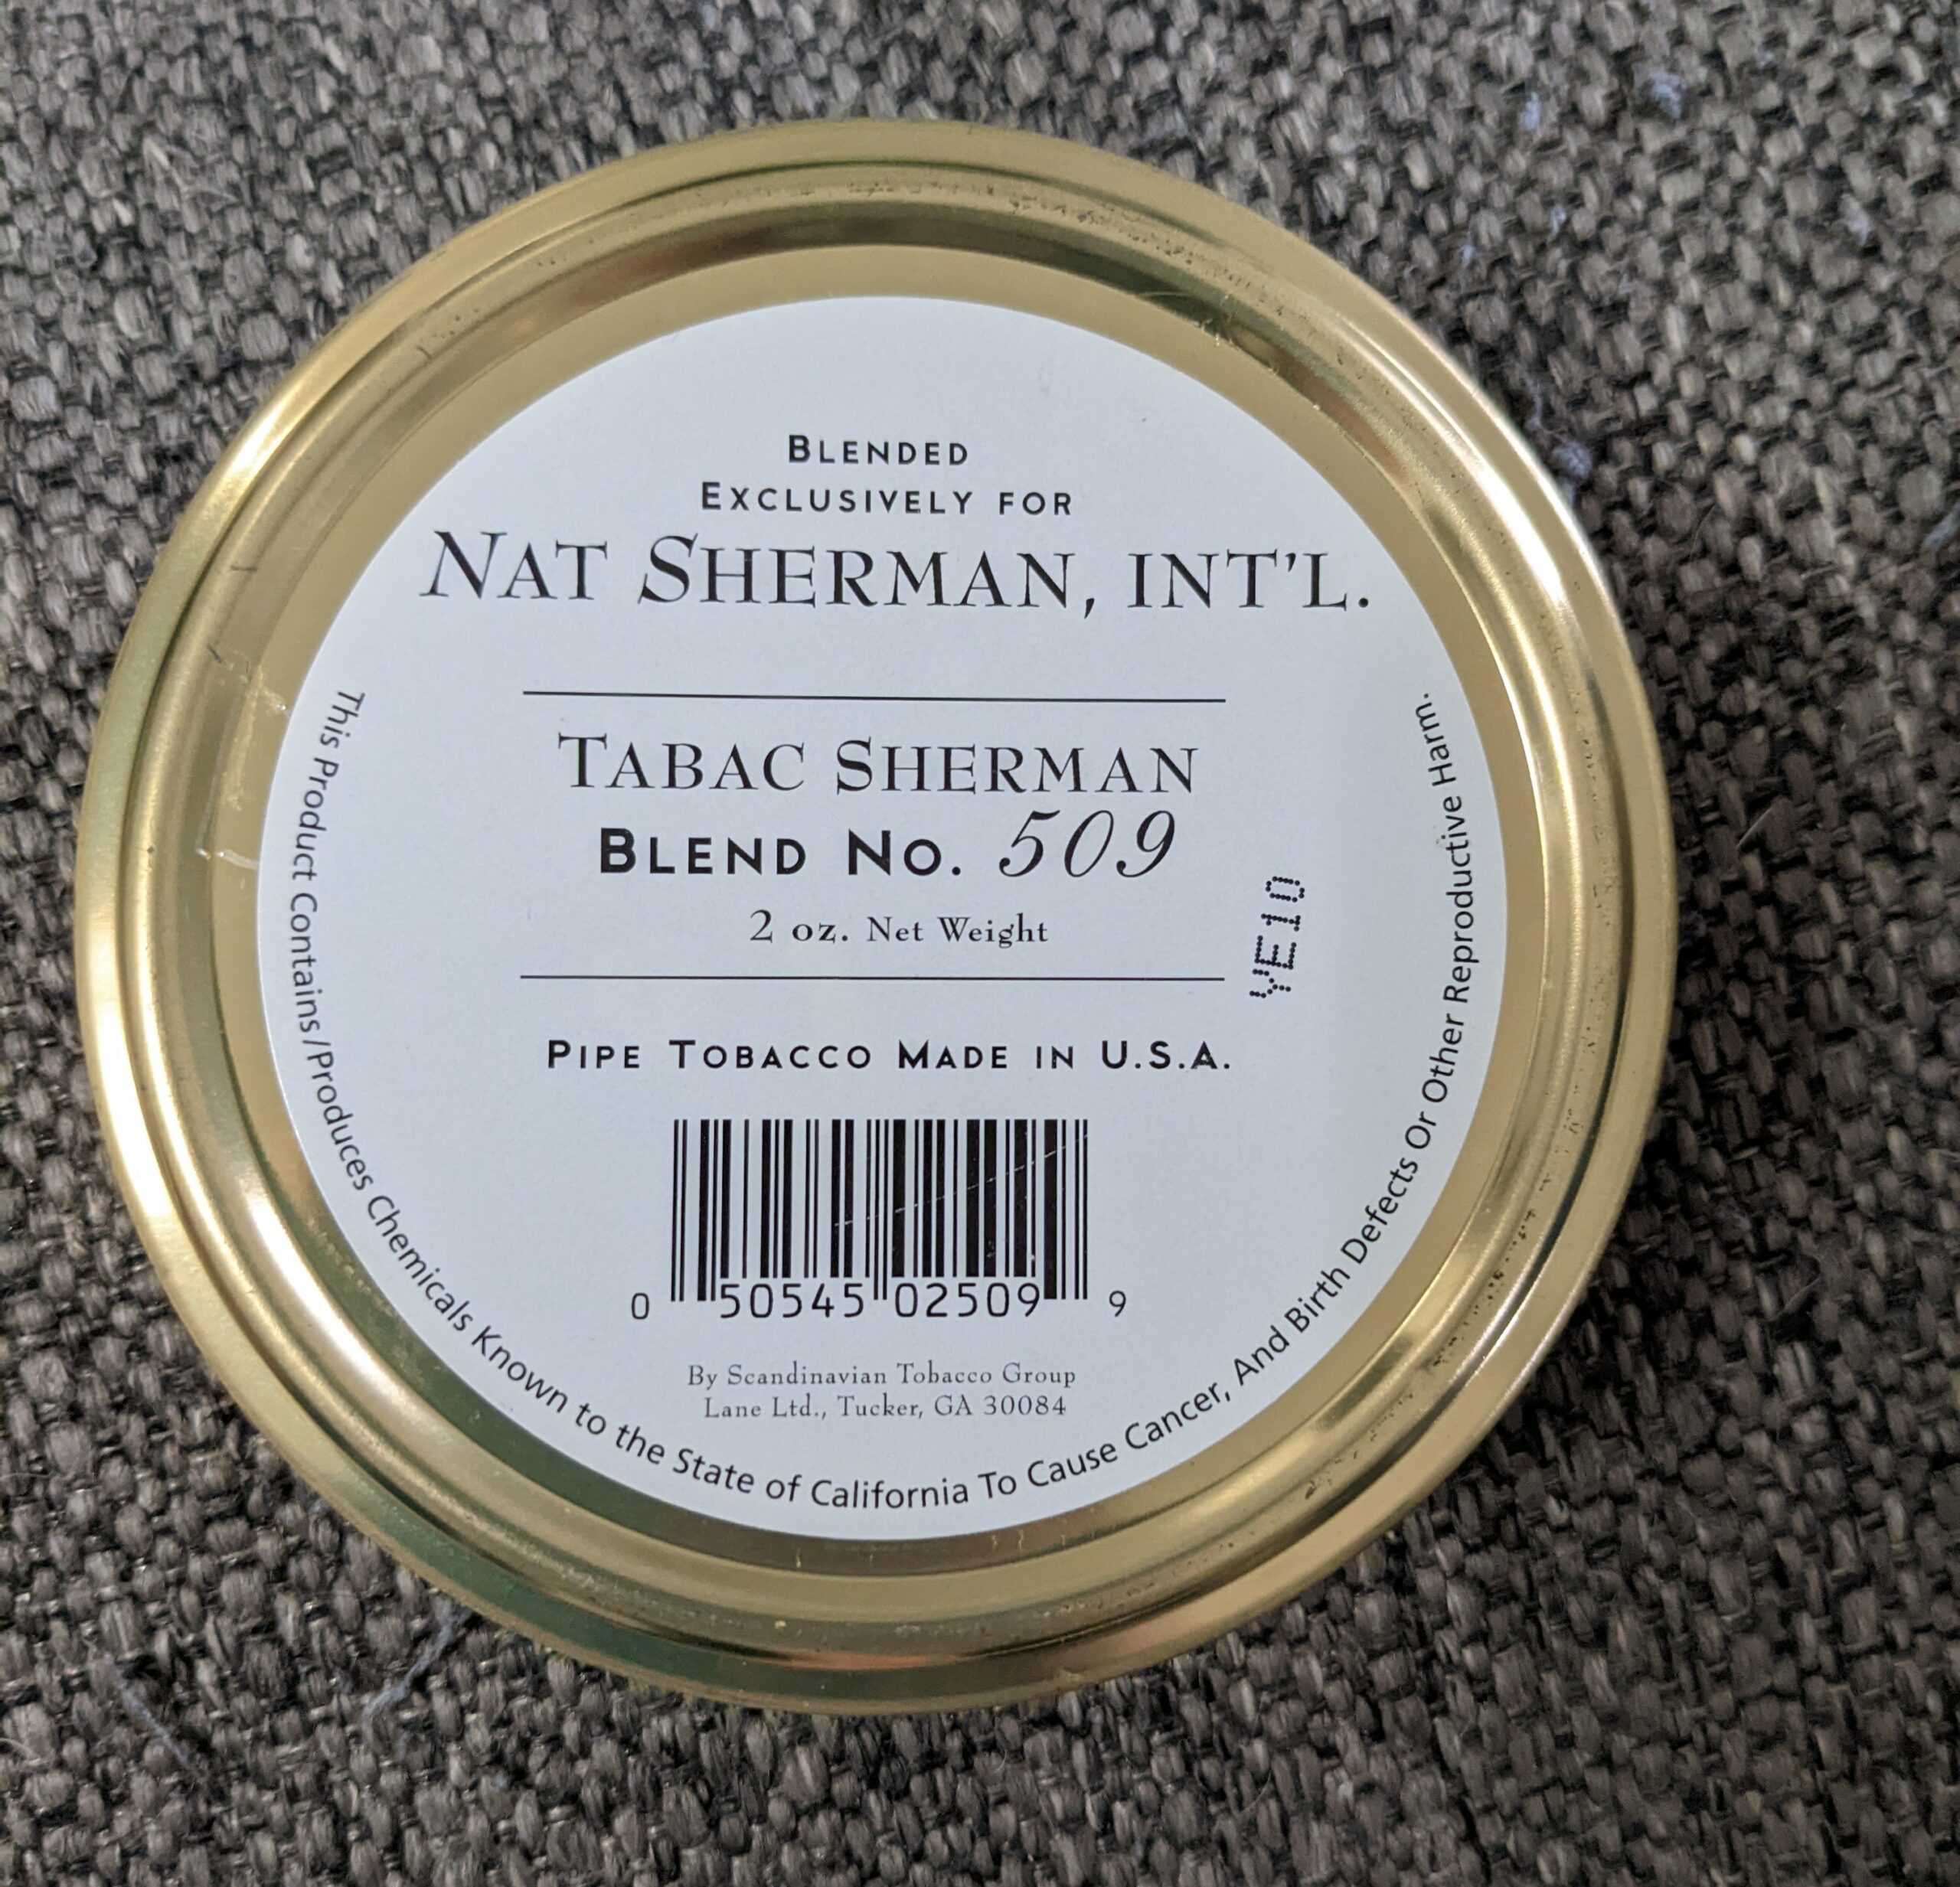 BLENDED
EXCLUSIVELY FOR
NAT SHERMAN, INT'L.
TABAC SHERMAN
BLEND NO. 509
2 oz. Net Weight
VE10
PIPE TOBACCO MADE IN U.S.A.
0 50545 02509 9
By Scandinavian Tobacco Group
Lane Ltd., Tucker, GA 30084
This Product Contains/Produces Chemicals Known to the State of California To Cause Cancer, And Birth Defects Or Other Reproductive Harm.